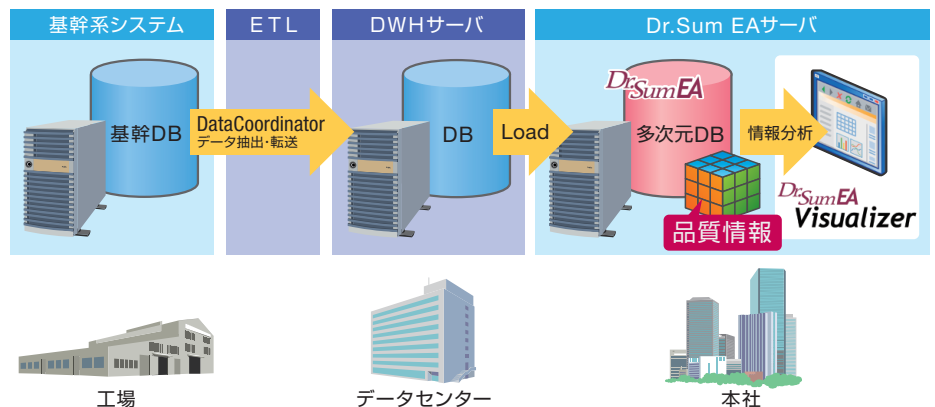 基幹系システム
ETL
DWHサーバ
Dr.Sum EAサーバ
基幹DB
DataCoordinator
データ抽出・転送
DB
Load
Dr.Sum EA
多次元DB
品質情報
情報分析
Dr.Sum EA
Visualizer
工場
データセンター
本社